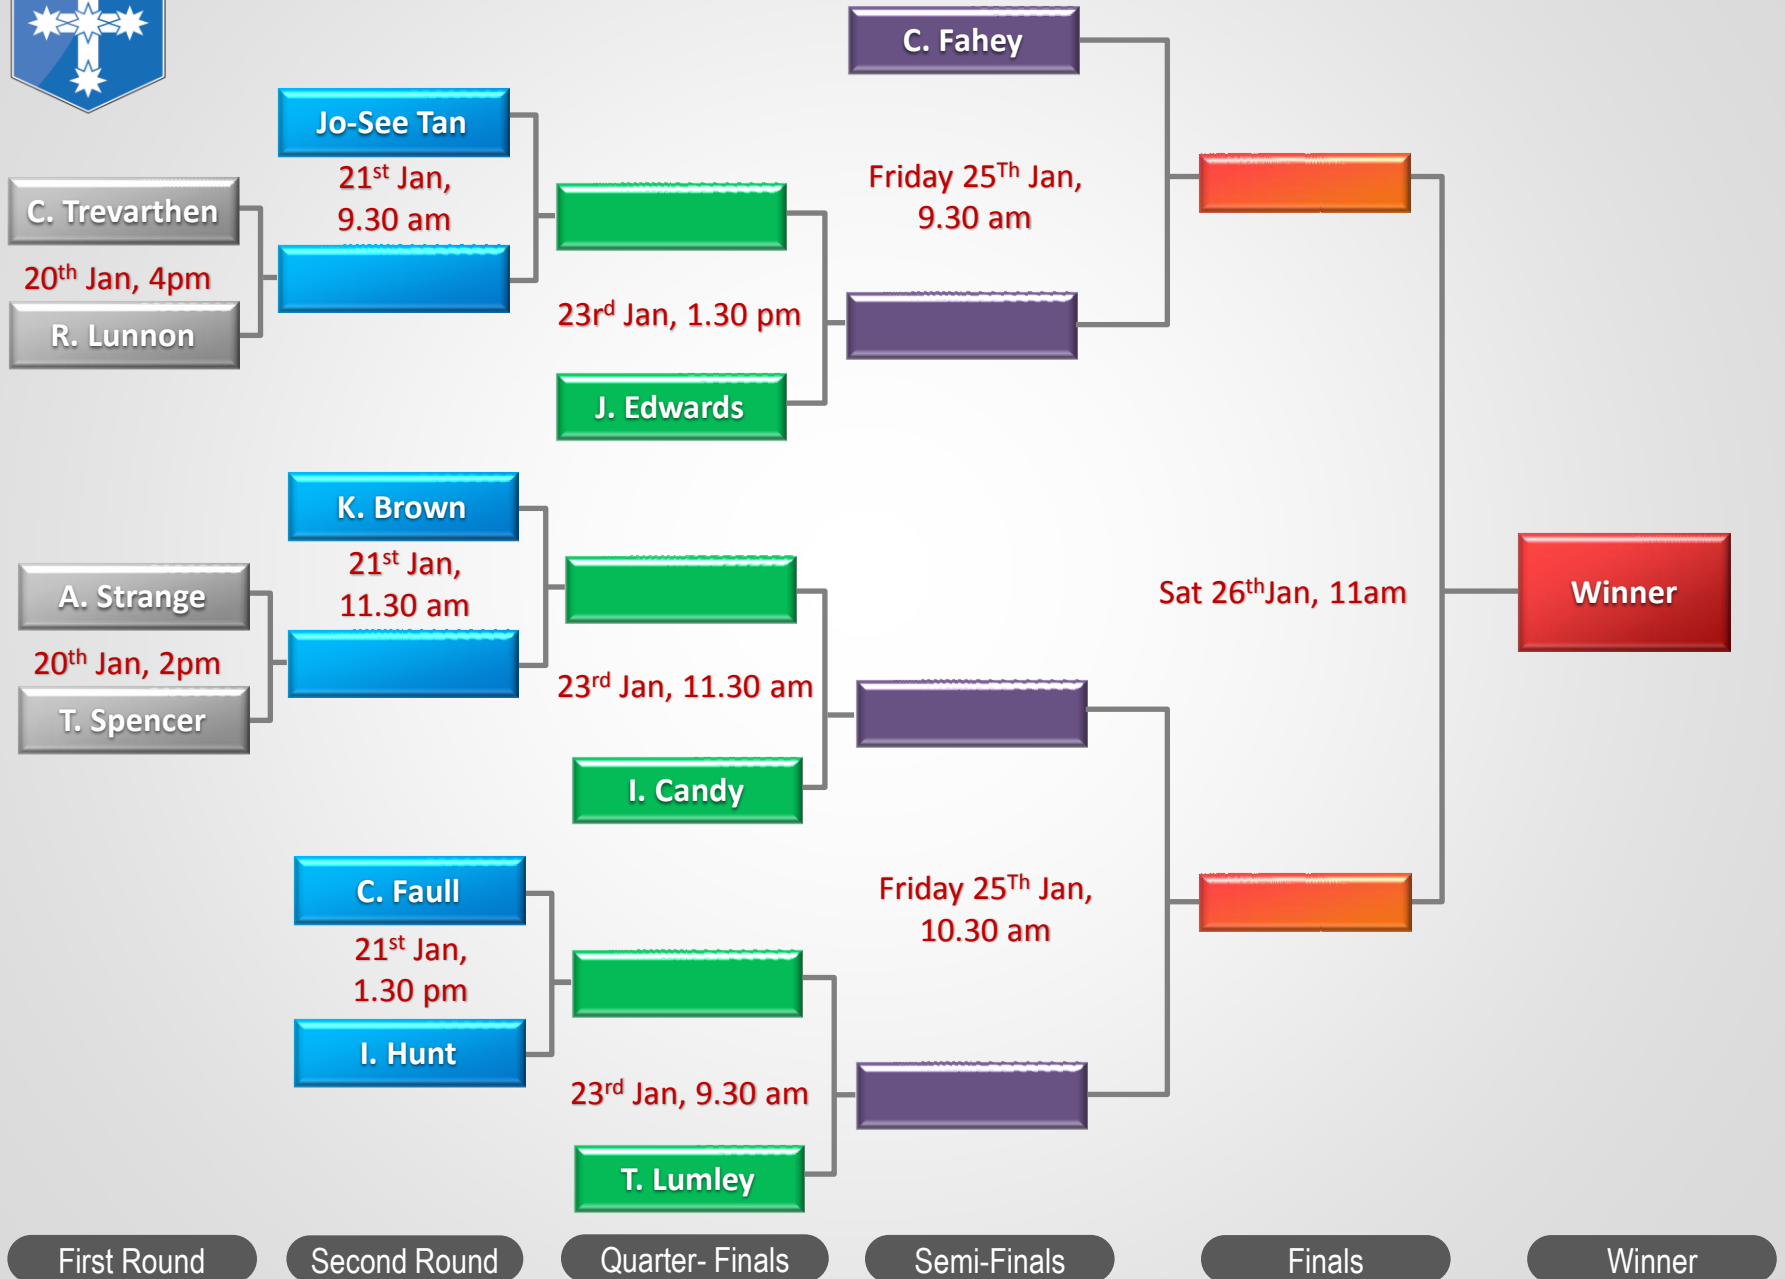 C. Fahey
Jo-See Tan
21st Jan,
9.30 am
Friday 25Th Jan,
9.30 am
C. Trevarthen
20th Jan, 4pm
R. Lunnon
23rd Jan, 1.30 pm
J. Edwards
K. Brown
21st Jan,
11.30 am
A. Strange
20th Jan, 2pm
T. Spencer
Sat 26thJan, 11am
Winner
23rd Jan, 11.30 am
I. Candy
C. Faull
21st Jan,
1.30 pm
I. Hunt
Friday 25Th Jan,
10.30 am
23rd Jan, 9.30 am
T. Lumley
First Round
Second Round
Quarter- Finals
Semi-Finals
Finals
Winner